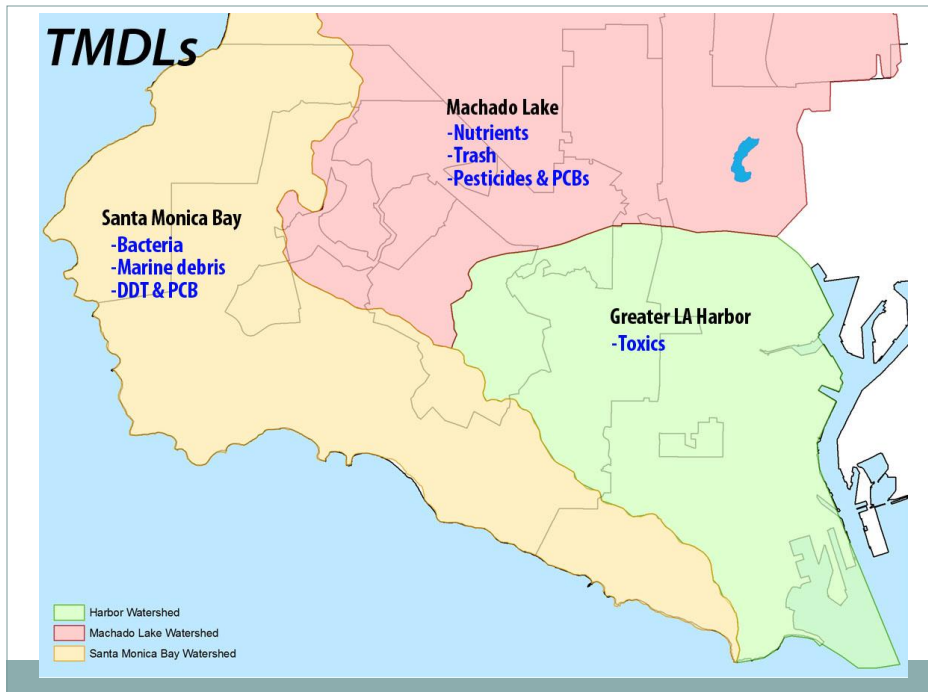 TMDLs
Machado Lake
-Nutrients
-Trash
-Pesticides & PCBs
Santa Monica Bay
-Bacteria
-Marine debris
-DDT & PCB
Greater LA Harbor
-Toxics
Harbor Watershed
Machado Lake Watershed
Santa Monica Bay Watershed